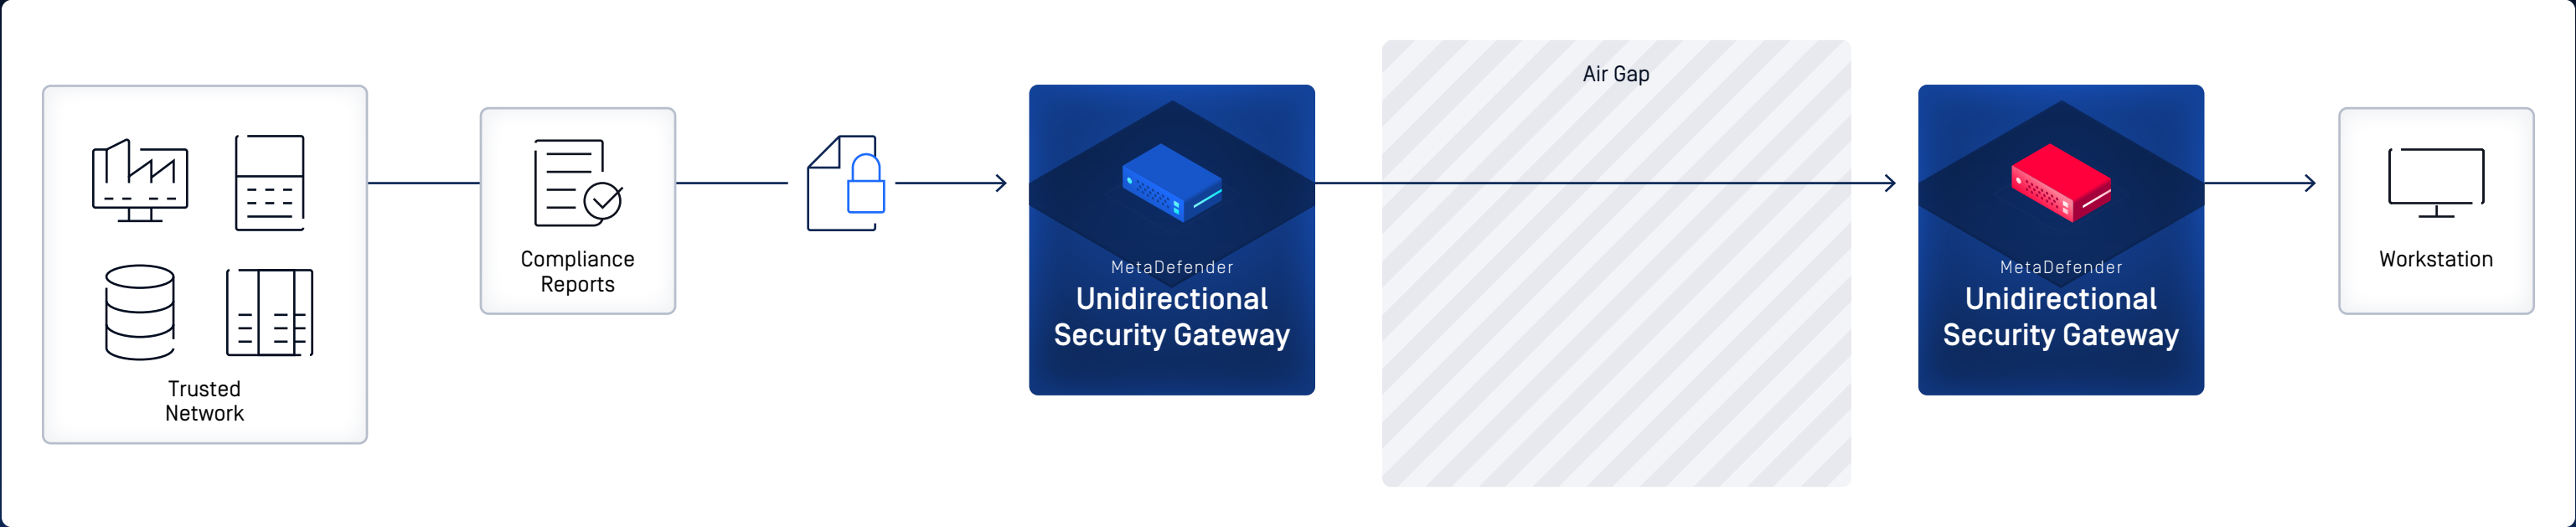 Trusted
Network
Compliance
Reports
MetaDefender
Unidirectional
Security Gateway
Air Gap
MetaDefender
Unidirectional
Security Gateway
Workstation